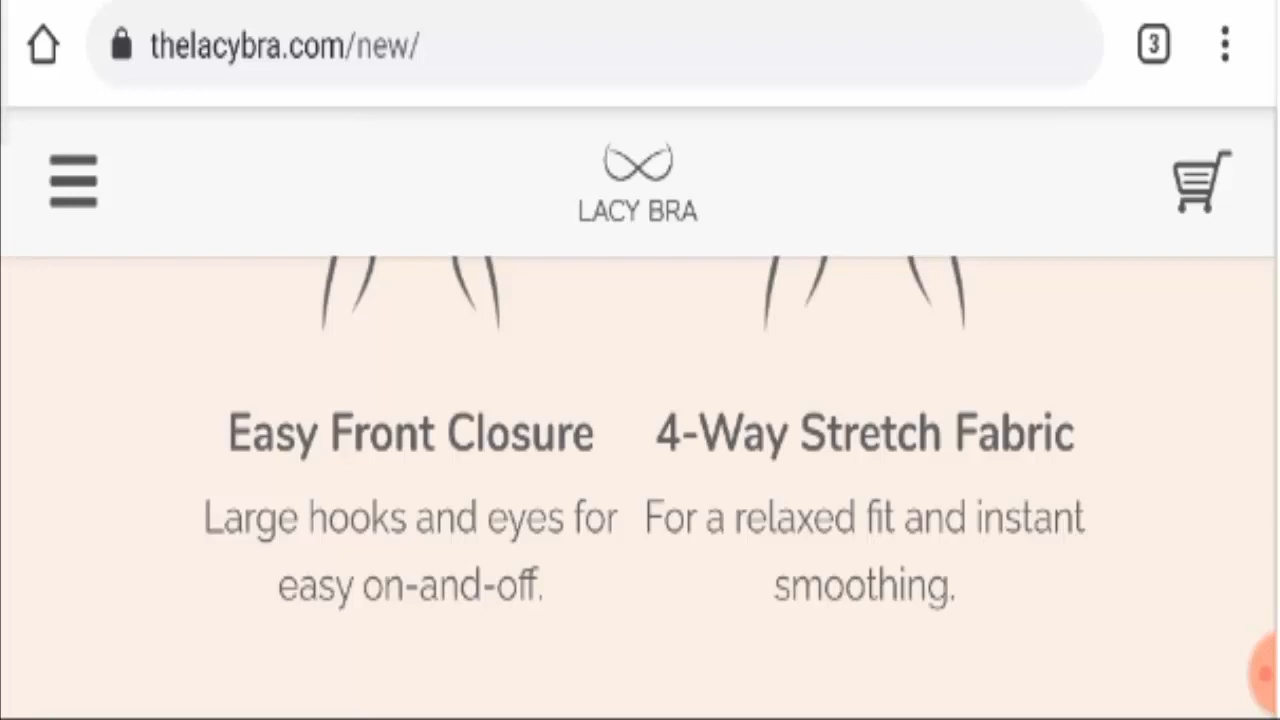 thelacybra.com/new/
3
LACY BRA
Easy Front Closure
Large hooks and eyes for
easy on-and-off.
4-Way Stretch Fabric
For a relaxed fit and instant
smoothing.